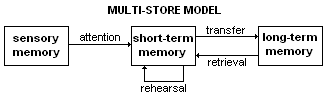 MULTI-STORE MODEL
sensory
memory
attention
short-term
memory
transfer
retrieval
long-term
memory
rehearsal